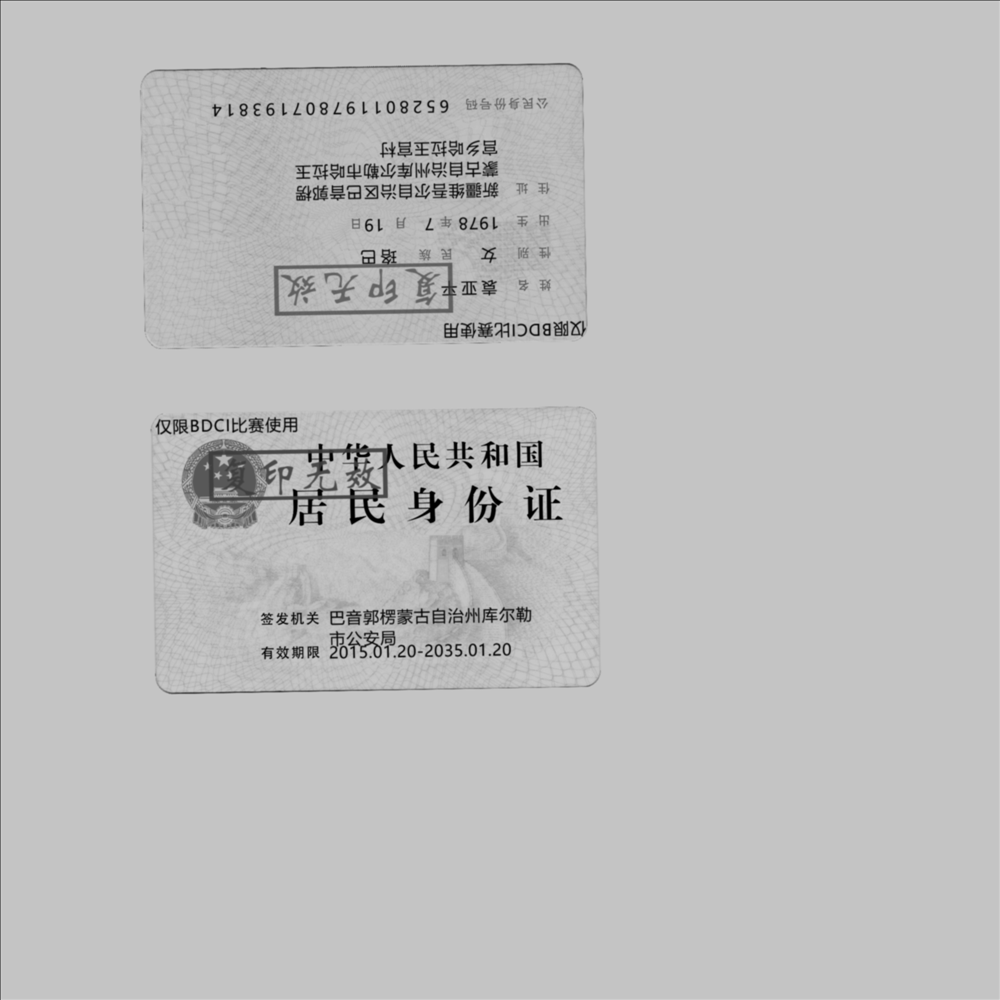 仅限BDCI比赛使用
姓名 袁亚平
复印无效
性别 女 民族 珞巴
出生 1978 年 7 月 19 日
住址 新疆维吾尔自治区巴音郭楞
蒙古自治州库尔勒市哈拉玉
宫乡哈拉玉宫村
公民身份号码 652801197807193814
仅限BDCI比赛使用
中华人民共和国
复印无效
居民身份证
签发机关 巴音郭楞蒙古自治州库尔勒
市公安局
有效期限 2015.01.20-2035.01.20